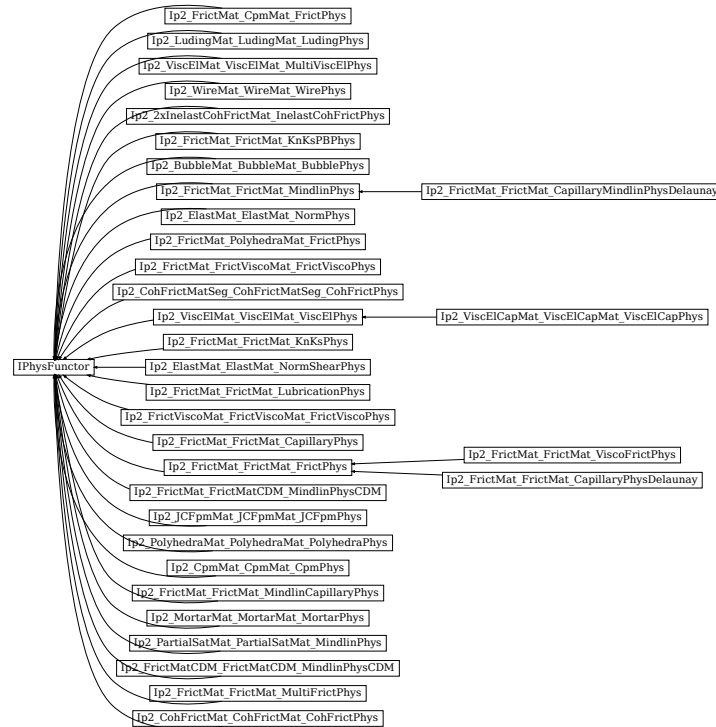 Ip2_FrictMat_CpmMat_FrictPhys
Ip2_LudingMat_LudingMat_LudingPhys
Ip2_ViscElMat_ViscElMat_MultiViscElPhys
Ip2_WireMat_WireMat_WirePhys
Ip2_2xInelastCohFrictMat_InelastCohFrictPhys
Ip2_FrictMat_FrictMat_KnKsPBPhys
Ip2_BubbleMat_BubbleMat_BubblePhys
Ip2_FrictMat_FrictMat_MindlinPhys
Ip2_FrictMat_FrictMat_CapillaryMindlinPhysDelaunay
Ip2_ElastMat_ElastMat_NormPhys
Ip2_FrictMat_PolyhedraMat_FrictPhys
Ip2_FrictMat_FrictViscoMat_FrictViscoPhys
Ip2_CohFrictMatSeg_CohFrictMatSeg_CohFrictPhys
Ip2_ViscElMat_ViscElMat_ViscElPhys
Ip2_ViscElCapMat_ViscElCapMat_ViscElCapPhys
Ip2_FrictMat_FrictMat_KnKsPhys
IPhysFunctor
Ip2_ElastMat_ElastMat_NormShearPhys
Ip2_FrictMat_FrictMat_LubricationPhys
Ip2_FrictViscoMat_FrictViscoMat_FrictViscoPhys
Ip2_FrictMat_FrictMat_CapillaryPhys
Ip2_FrictMat_FrictMat_FrictPhys
Ip2_FrictMat_FrictMat_ViscoFrictPhys
Ip2_FrictMat_FrictMat_CapillaryPhysDelaunay
Ip2_FrictMat_FrictMatCDM_MindlinPhysCDM
Ip2_JCFpmMat_JCFpmMat_JCFpmPhys
Ip2_PolyhedraMat_PolyhedraMat_PolyhedraPhys
Ip2_CpmMat_CpmMat_CpmPhys
Ip2_FrictMat_FrictMat_MindlinCapillaryPhys
Ip2_MortarMat_MortarMat_MortarPhys
Ip2_PartialSatMat_PartialSatMat_MindlinPhys
Ip2_FrictMatCDM_FrictMatCDM_MindlinPhysCDM
Ip2_FrictMat_FrictMat_MultiFrictPhys
Ip2_CohFrictMat_CohFrictMat_CohFrictPhys